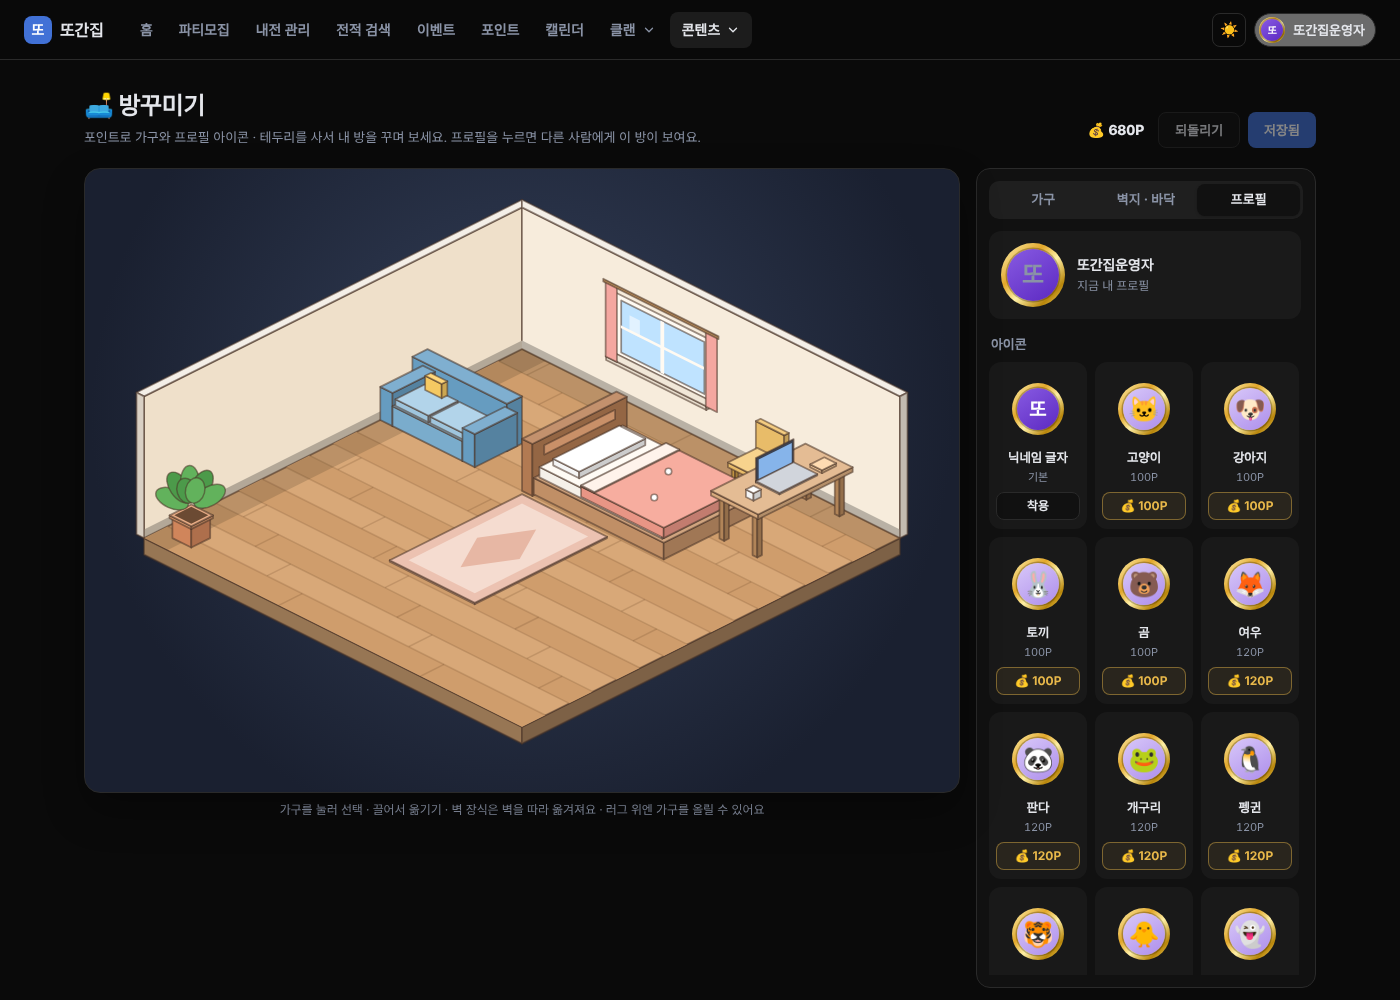 또 또간집 홈 파티모집 내전 관리 전적 검색 이벤트 포인트 캘린더 클랜 콘텐츠 또 또간집운영자
방꾸미기
포인트로 가구와 프로필 아이콘 · 테두리를 사서 내 방을 꾸며 보세요. 프로필을 누르면 다른 사람에게 이 방이 보여요.
680P 되돌리기 저장됨
가구 벽지 · 바닥 프로필
또 또간집운영자
지금 내 프로필
아이콘
또
닉네임 글자 고양이 강아지
기본 100P 100P
착용 100P 100P
토끼 곰 여우
100P 100P 120P
100P 100P 120P
판다 개구리 펭귄
120P 120P 120P
120P 120P 120P
가구를 눌러 선택 · 끌어서 옮기기 · 벽 장식은 벽을 따라 옮겨져요 · 러그 위엔 가구를 올릴 수 있어요